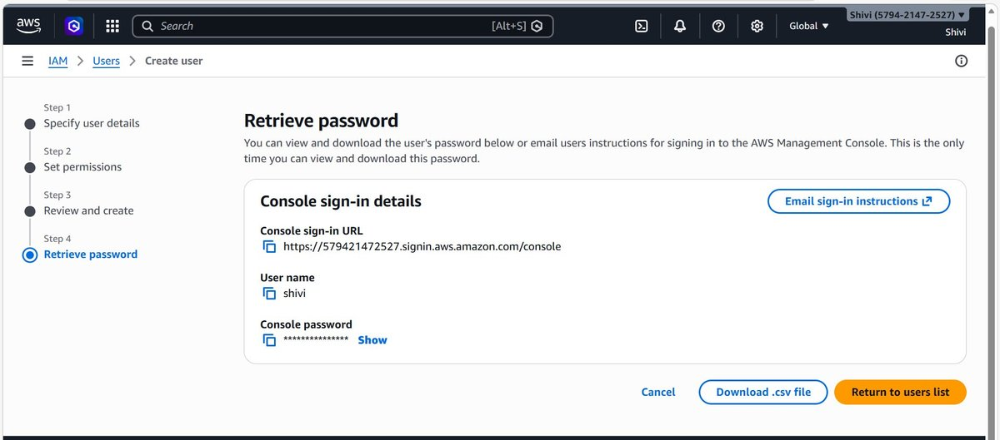 aws
Search
[Alt+S]
Global ▼
Shivi (5794-2147-2527) ▼
Shivi
IAM > Users > Create user
Step 1
Specify user details
Step 2
Set permissions
Step 3
Review and create
Step 4
Retrieve password
Retrieve password
You can view and download the user's password below or email users instructions for signing in to the AWS Management Console. This is the only
time you can view and download this password.
Console sign-in details
Email sign-in instructions
Console sign-in URL
https://579421472527.signin.aws.amazon.com/console
User name
shivi
Console password
*************** Show
Cancel
Download .csv file
Return to users list